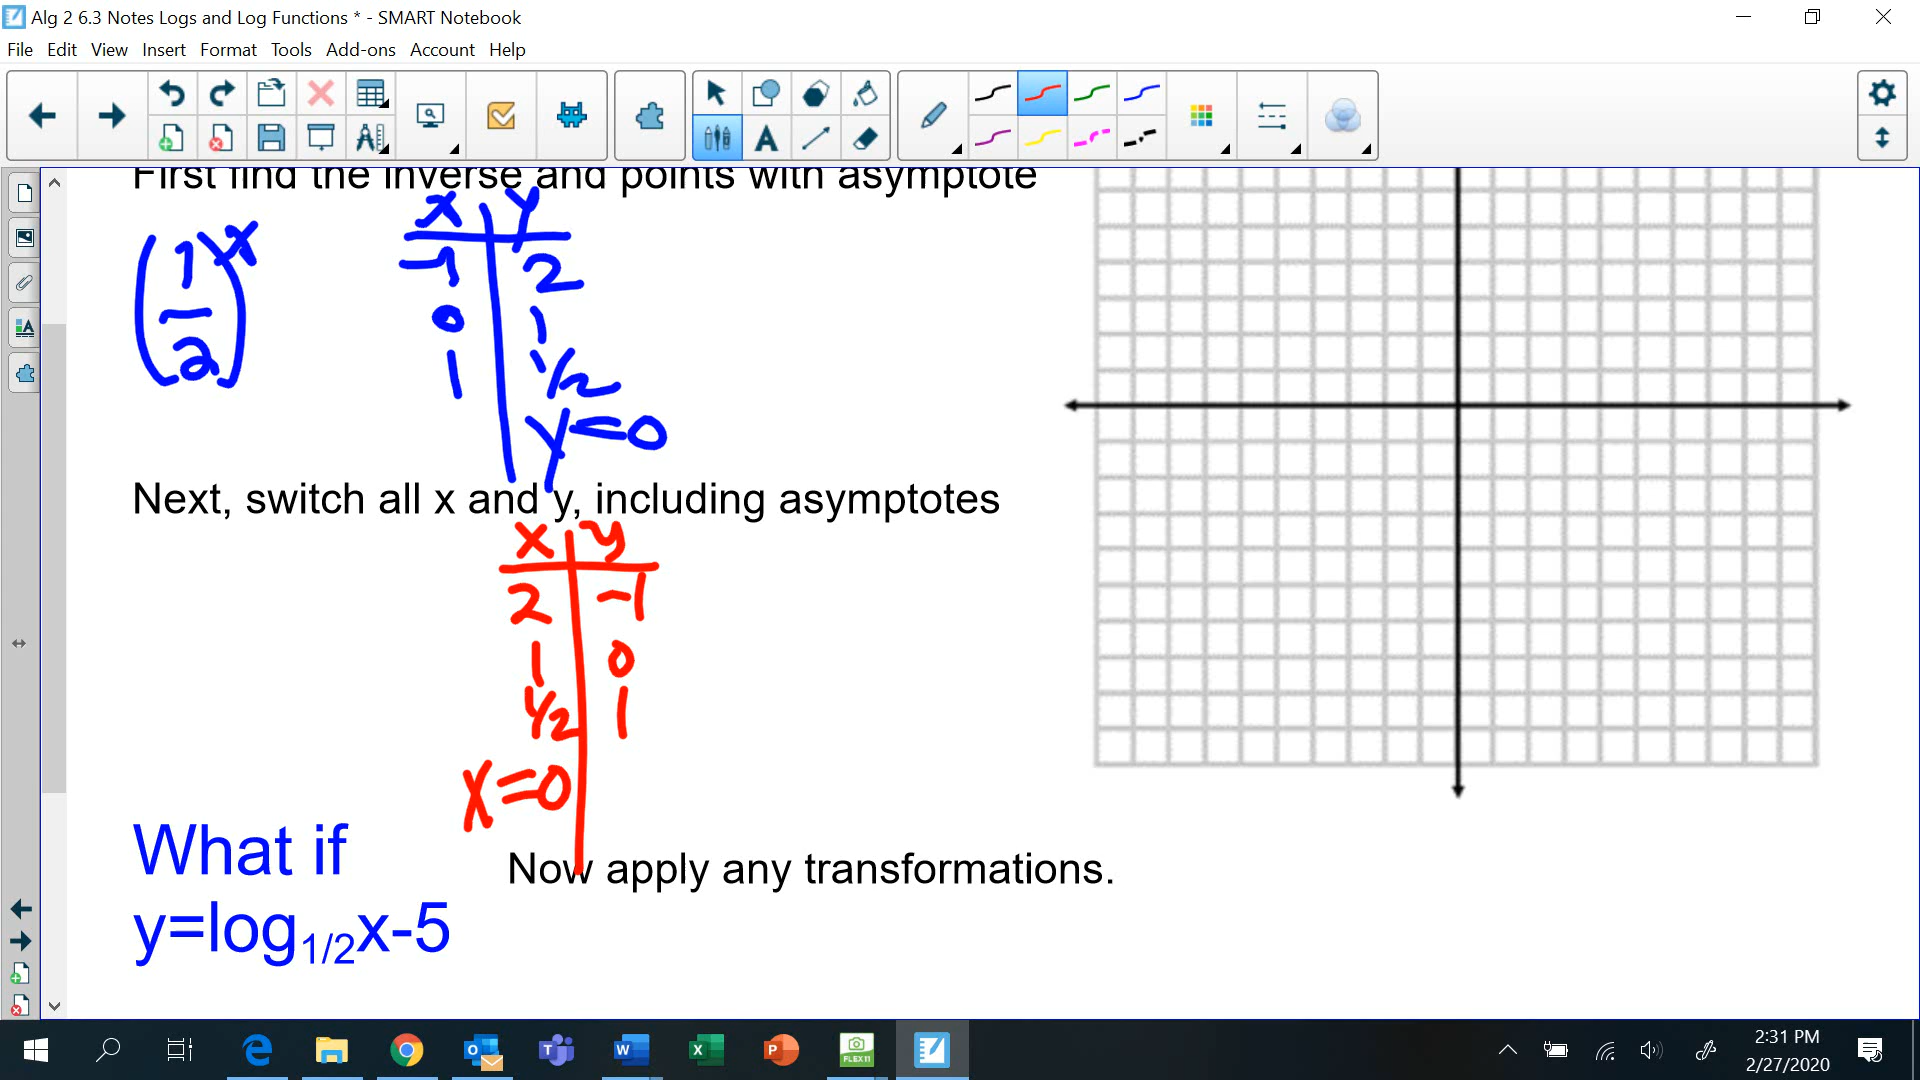 Alg 2 6.3 Notes Logs and Log Functions * - SMART Notebook
File Edit View Insert Format Tools Add-ons Account Help
First find the inverse and points with asymptote
(1/2)^x
x y
-1 2
0 1
1 1/2
y=0
Next, switch all x and y, including asymptotes
x y
2 -1
1 0
1/2 1
x=0
What if
Now apply any transformations.
y=log1/2x-5
FLEX11
2:31 PM
2/27/2020